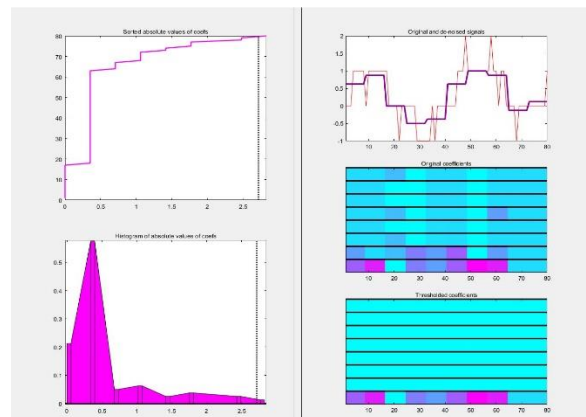 Sorted absolute values of coefs
80
70
60
50
40
30
20
10
0
0 0.5 1 1.5 2 2.5
Histogram of absolute values of coefs
0.5
0.4
0.3
0.2
0.1
0
0 0.5 1 1.5 2 2.5
Original and de-noised signals
2
1.5
1
0.5
0
-0.5
-1
10 20 30 40 50 60 70 80
Original coefficients
10 20 30 40 50 60 70 80
Thresholded coefficients
10 20 30 40 50 60 70 80